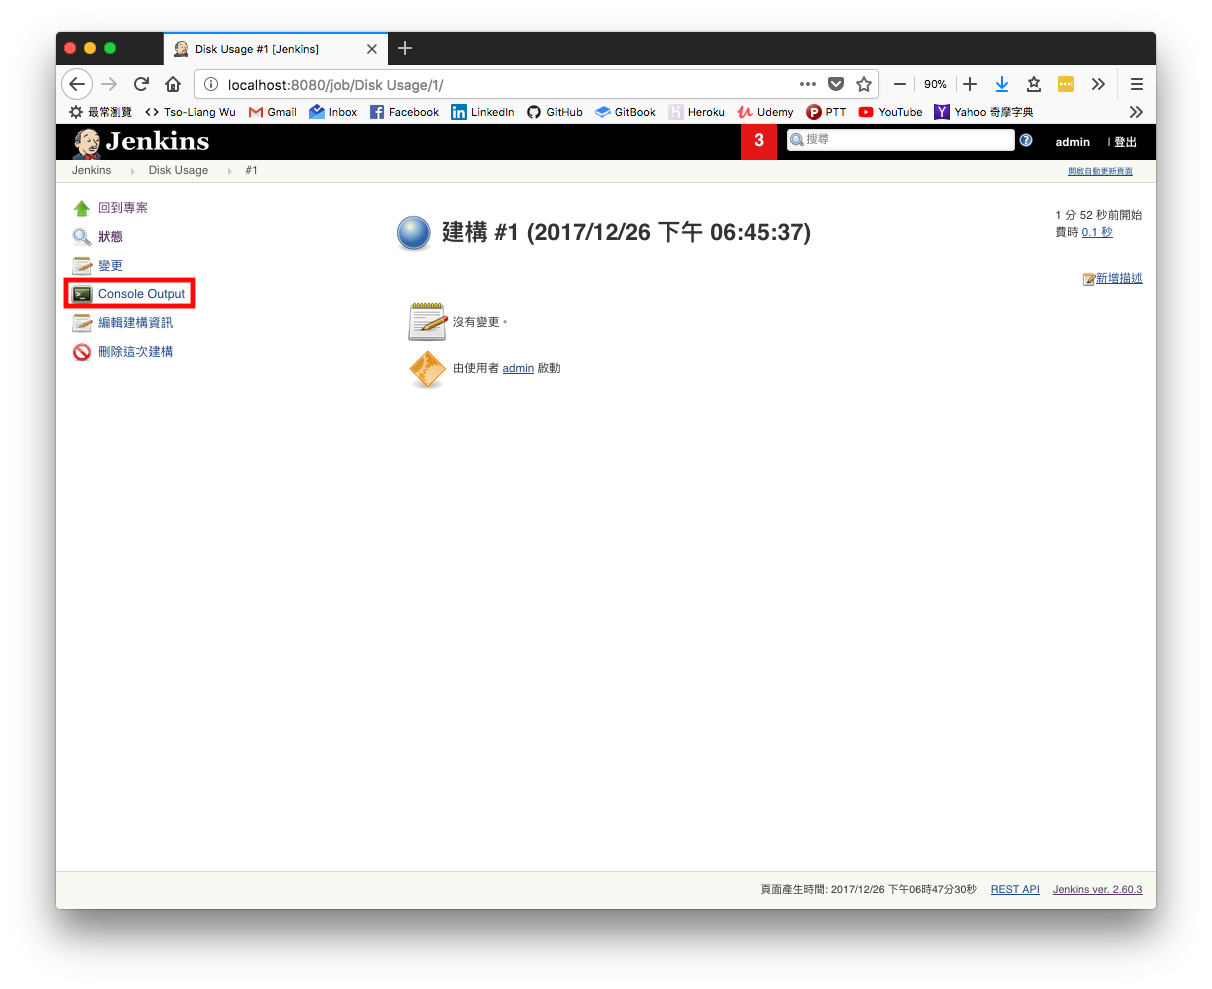 Disk Usage #1 [Jenkins]
localhost:8080/job/Disk Usage/1/
90%
最常瀏覽 Tso-Liang Wu Gmail Inbox Facebook LinkedIn GitHub GitBook Heroku Udemy PTT YouTube Yahoo 奇摩字典
Jenkins 3 搜尋 admin 登出
Jenkins Disk Usage #1 開啟自動更新頁面
回到專案
狀態
變更
Console Output
編輯建構資訊
刪除這次建構
建構 #1 (2017/12/26 下午 06:45:37)
1 分 52 秒前開始
費時 0.1 秒
新增描述
沒有變更。
由使用者 admin 啟動
頁面產生時間: 2017/12/26 下午06時47分30秒 REST API Jenkins ver. 2.60.3